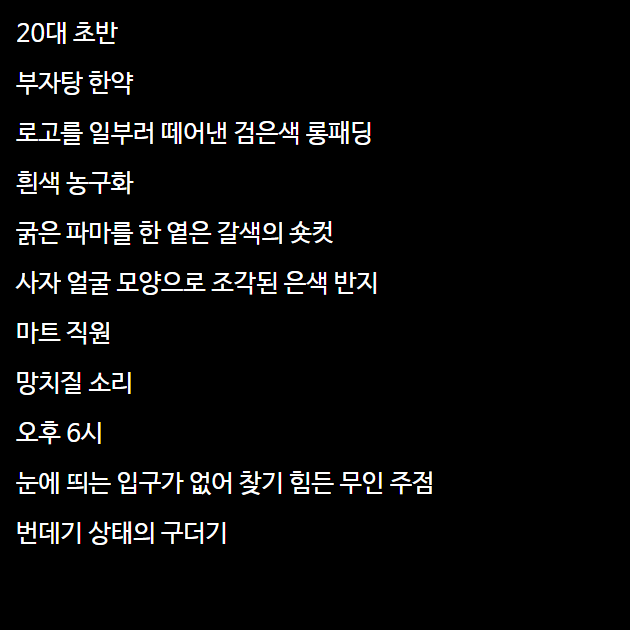 20대 초반
부자탕 한약
로고를 일부러 떼어낸 검은색 롱패딩
흰색 농구화
굵은 파마를 한 옅은 갈색의 숏컷
사자 얼굴 모양으로 조각된 은색 반지
마트 직원
망치질 소리
오후 6시
눈에 띄는 입구가 없어 찾기 힘든 무인 주점
번데기 상태의 구더기